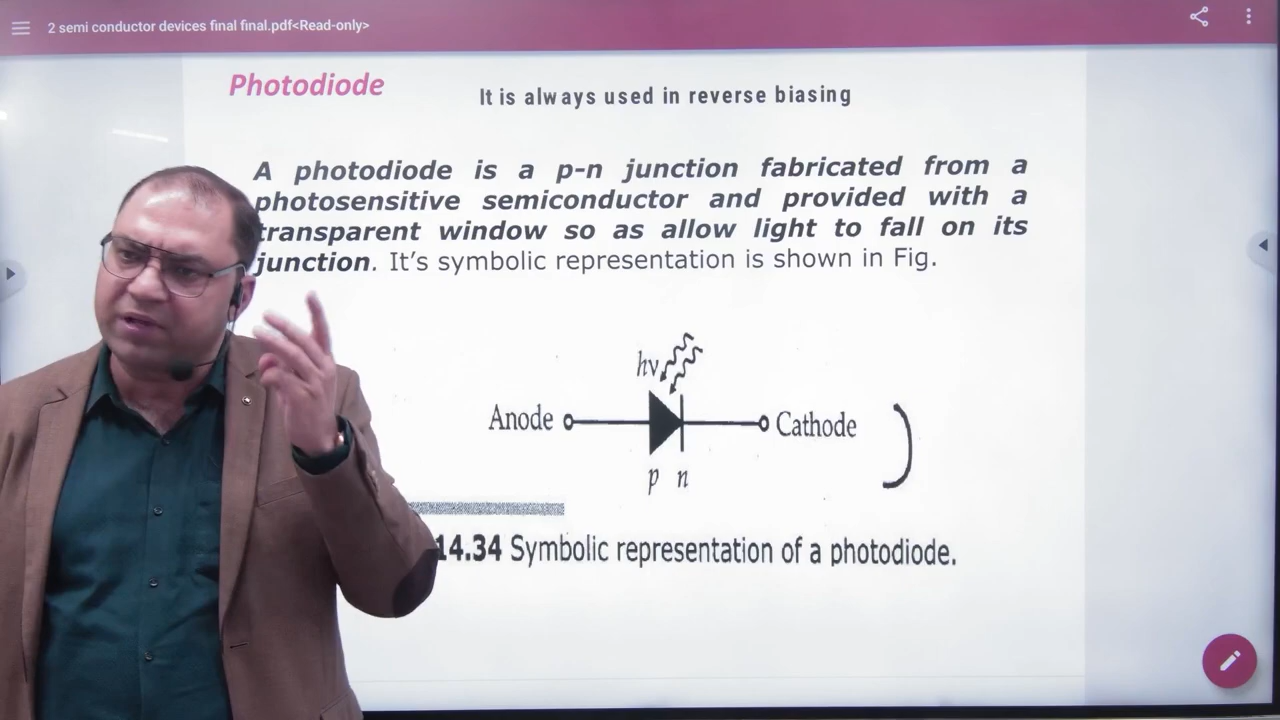 2 semi conductor devices final final.pdf<Read-only>
Photodiode
It is always used in reverse biasing
A photodiode is a p-n junction fabricated from a
photosensitive semiconductor and provided with a
transparent window so as allow light to fall on its
junction. It's symbolic representation is shown in Fig.
hν
Anode
Cathode
p n
14.34 Symbolic representation of a photodiode.